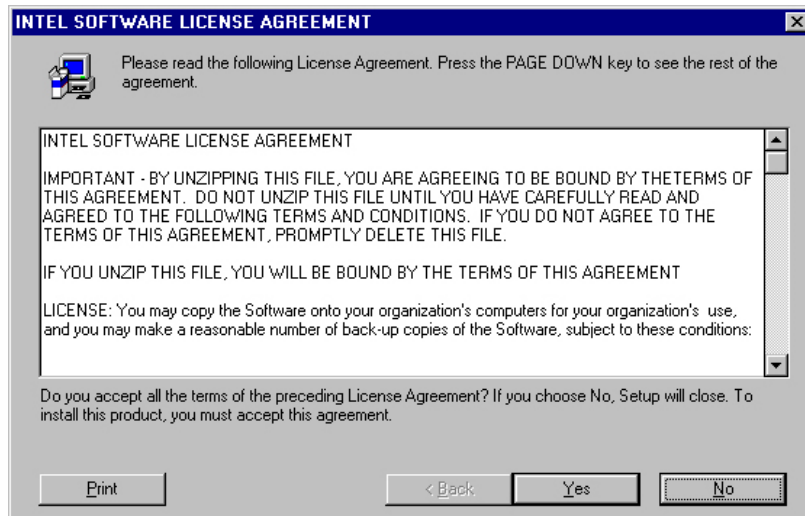 INTEL SOFTWARE LICENSE AGREEMENT
Please read the following License Agreement. Press the PAGE DOWN key to see the rest of the
agreement.
INTEL SOFTWARE LICENSE AGREEMENT
IMPORTANT - BY UNZIPPING THIS FILE, YOU ARE AGREEING TO BE BOUND BY THETERMS OF
THIS AGREEMENT.  DO NOT UNZIP THIS FILE UNTIL YOU HAVE CAREFULLY READ AND
AGREED TO THE FOLLOWING TERMS AND CONDITIONS.  IF YOU DO NOT AGREE TO THE
TERMS OF THIS AGREEMENT, PROMPTLY DELETE THIS FILE.
IF YOU UNZIP THIS FILE, YOU WILL BE BOUND BY THE TERMS OF THIS AGREEMENT
LICENSE: You may copy the Software onto your organization's computers for your organization's  use,
and you may make a reasonable number of back-up copies of the Software, subject to these conditions:
Do you accept all the terms of the preceding License Agreement? If you choose No, Setup will close. To
install this product, you must accept this agreement.
Print
< Back
Yes
No